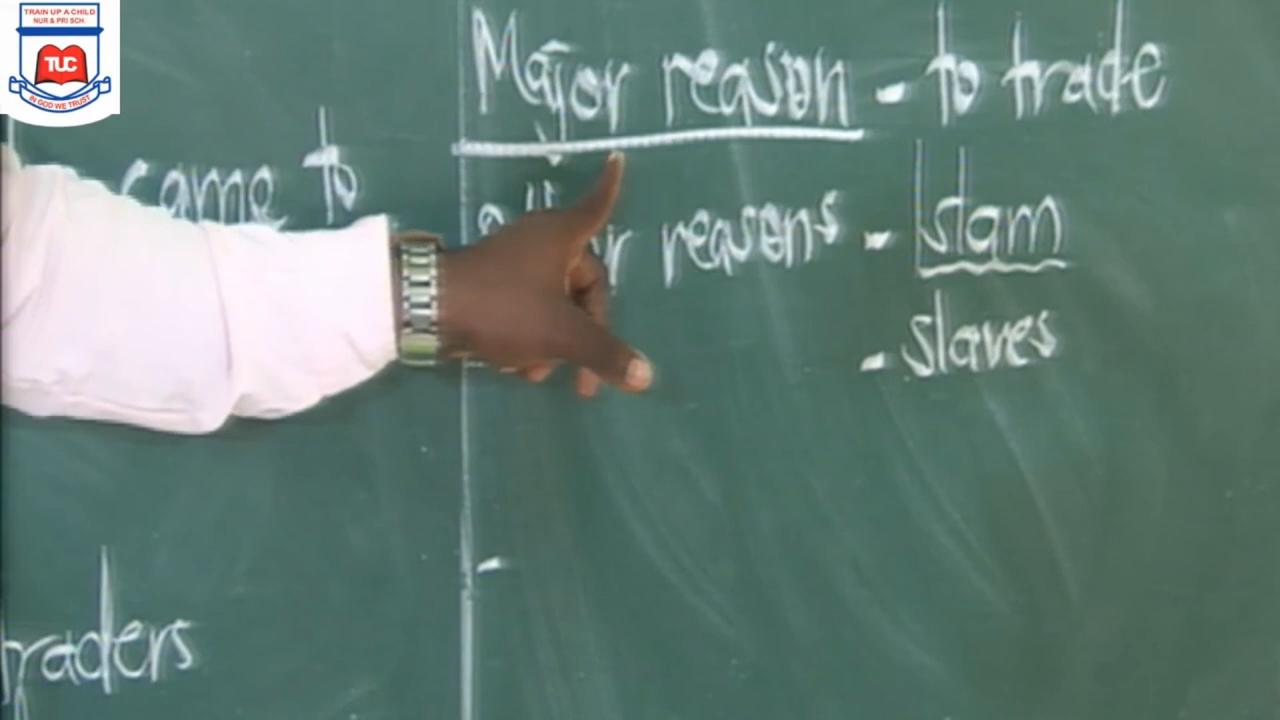 TRAIN UP A CHILD
NUR & PRI SCH.
TUC
IN GOD WE TRUST
came to
traders
Major reason - to trade
reasons - Islam
- slaves
-